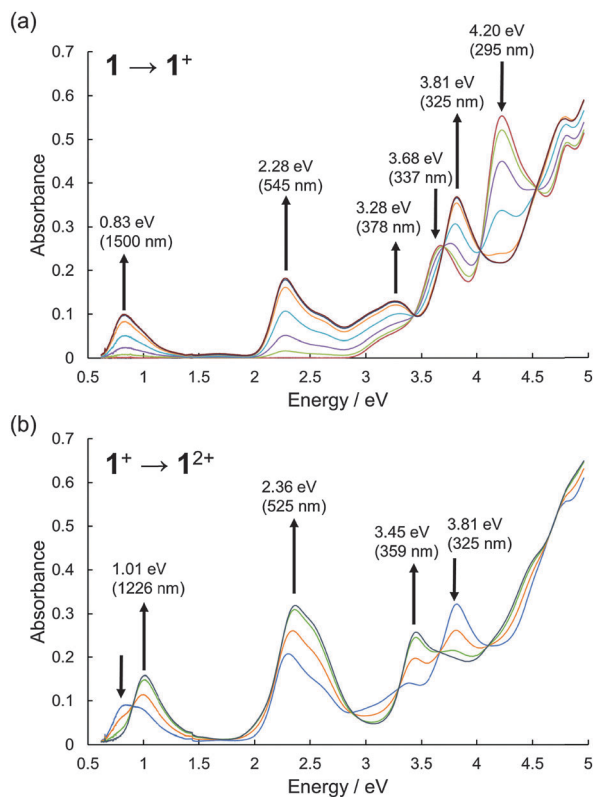 (a)
1 → 1+
0.7
0.6
0.5
0.4
0.3
0.2
0.1
0
Absorbance
0.83 eV
(1500 nm)
2.28 eV
(545 nm)
3.28 eV
(378 nm)
3.68 eV
(337 nm)
3.81 eV
(325 nm)
4.20 eV
(295 nm)
0.5 1 1.5 2 2.5 3 3.5 4 4.5 5
Energy / eV
(b)
1+ → 12+
0.7
0.6
0.5
0.4
0.3
0.2
0.1
0
Absorbance
1.01 eV
(1226 nm)
2.36 eV
(525 nm)
3.45 eV
(359 nm)
3.81 eV
(325 nm)
0.5 1 1.5 2 2.5 3 3.5 4 4.5 5
Energy / eV